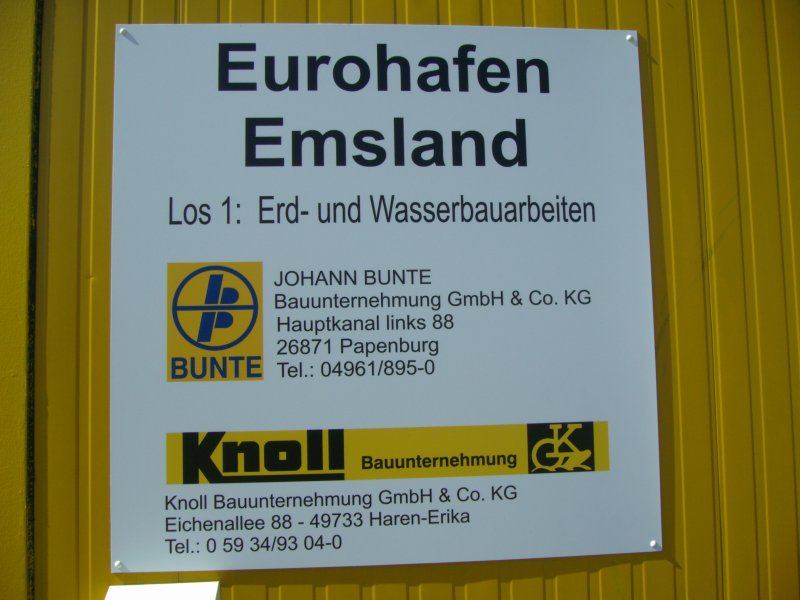 Eurohafen
Emsland
Los 1: Erd- und Wasserbauarbeiten
BUNTE
JOHANN BUNTE
Bauunternehmung GmbH & Co. KG
Hauptkanal links 88
26871 Papenburg
Tel.: 04961/895-0
Knoll Bauunternehmung GK
Knoll Bauunternehmung GmbH & Co. KG
Eichenallee 88 - 49733 Haren-Erika
Tel.: 0 59 34/93 04-0